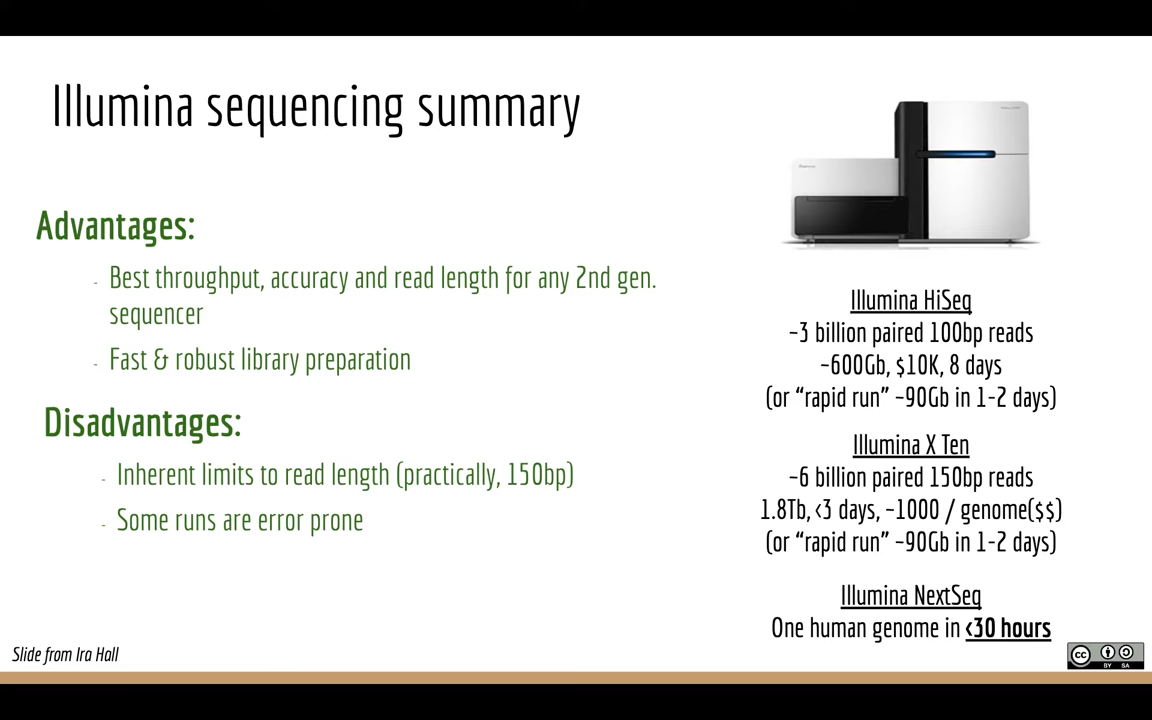 Illumina sequencing summary
Advantages:
- Best throughput, accuracy and read length for any 2nd gen.
sequencer
- Fast & robust library preparation
Disadvantages:
- Inherent limits to read length (practically, 150bp)
- Some runs are error prone
Illumina HiSeq
~3 billion paired 100bp reads
~600Gb, $10K, 8 days
(or “rapid run” ~90Gb in 1-2 days)
Illumina X Ten
~6 billion paired 150bp reads
1.8Tb, <3 days, ~1000 / genome($$)
(or “rapid run” ~90Gb in 1-2 days)
Illumina NextSeq
One human genome in <30 hours
Slide from Ira Hall
CC BY SA